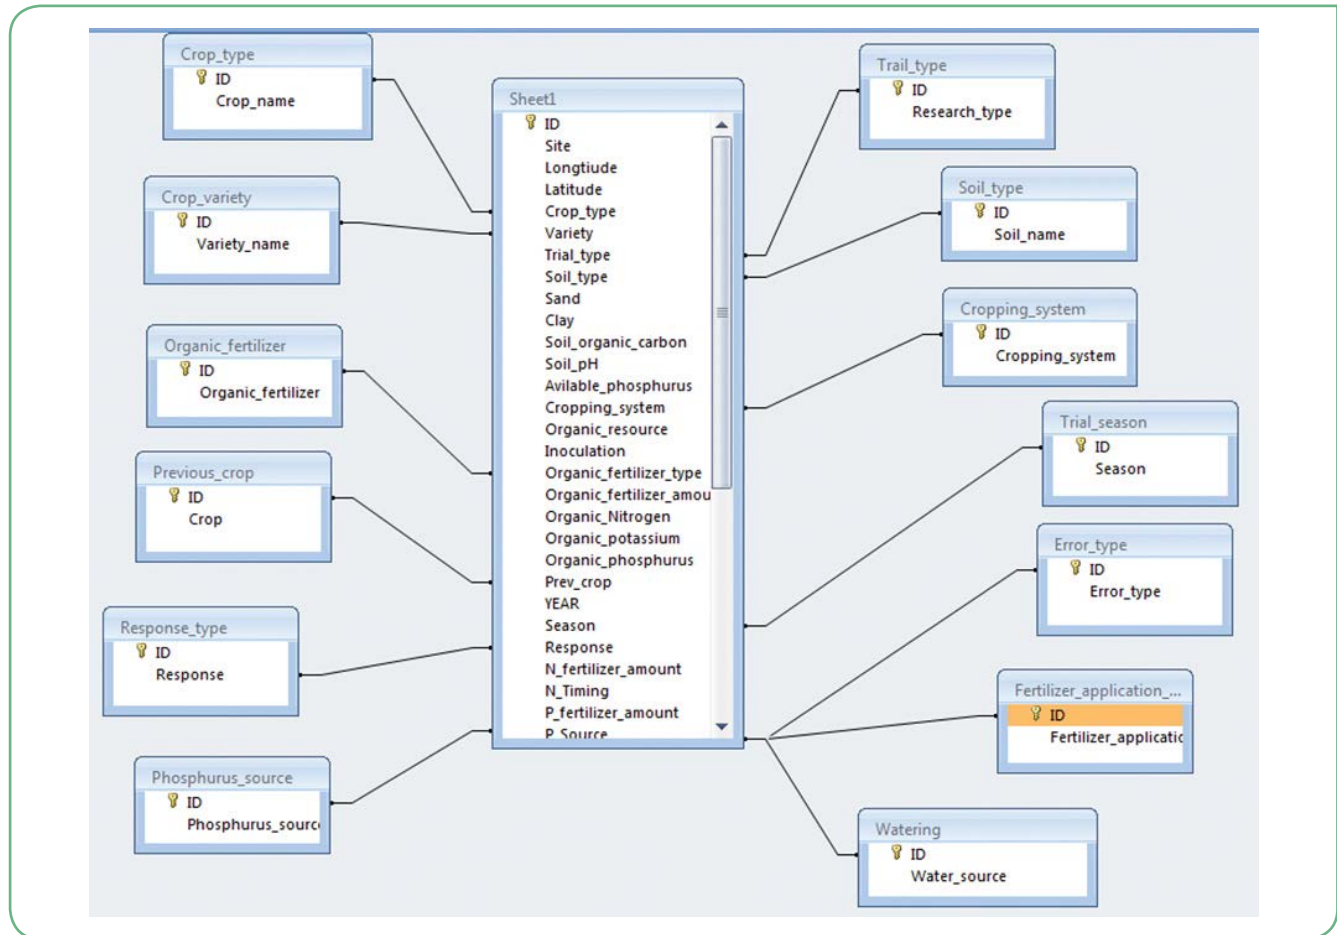 Crop_type
ID
Crop_name
Crop_variety
ID
Variety_name
Organic_fertilizer
ID
Organic_fertilizer
Previous_crop
ID
Crop
Response_type
ID
Response
Phosphurus_source
ID
Phosphurus_sourc
Sheet1
ID
Site
Longtiude
Latitude
Crop_type
Variety
Trial_type
Soil_type
Sand
Clay
Soil_organic_carbon
Soil_pH
Avilable_phosphurus
Cropping_system
Organic_resource
Inoculation
Organic_fertilizer_type
Organic_fertilizer_amou
Organic_Nitrogen
Organic_potassium
Organic_phosphurus
Prev_crop
YEAR
Season
Response
N_fertilizer_amount
N_Timing
P_fertilizer_amount
P_Source
Trail_type
ID
Research_type
Soil_type
ID
Soil_name
Cropping_system
ID
Cropping_system
Trial_season
ID
Season
Error_type
ID
Error_type
Fertilizer_application_...
ID
Fertilizer_applicatic
Watering
ID
Water_source